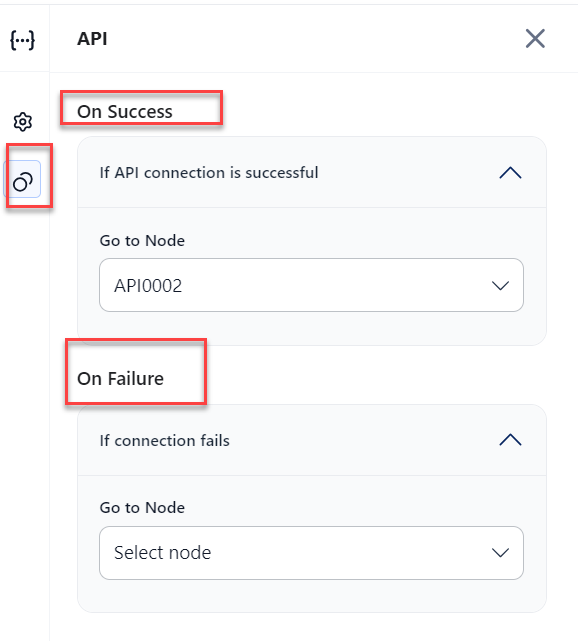 API
On Success
If API connection is successful
Go to Node
API0002
On Failure
If connection fails
Go to Node
Select node